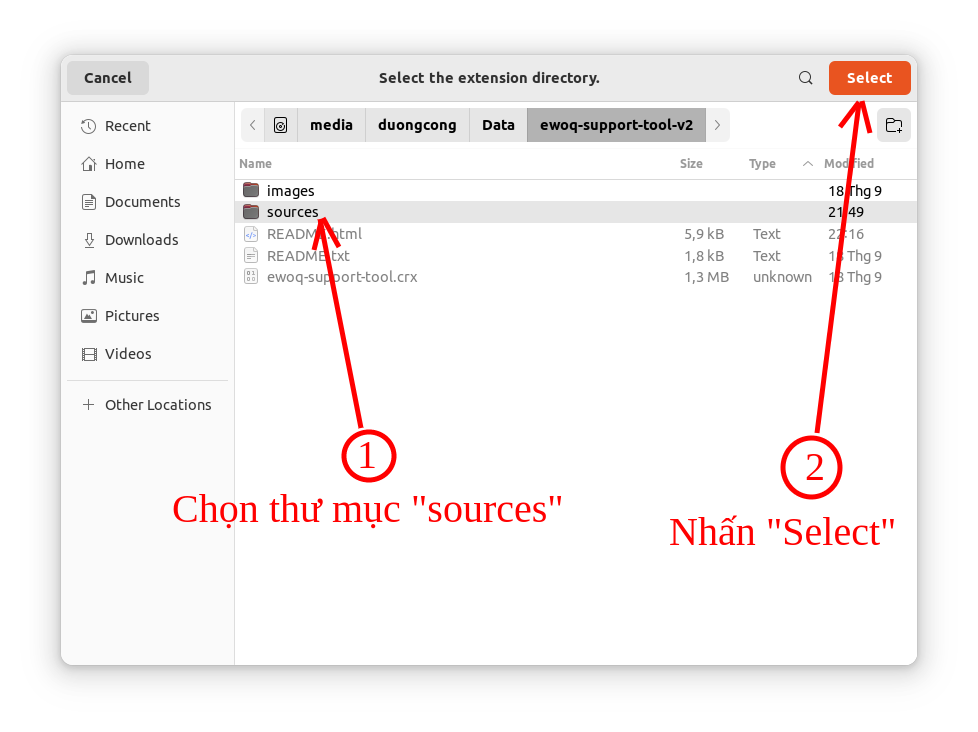 Cancel Select the extension directory. Select
Recent
Home
Documents
Downloads
Music
Pictures
Videos
Other Locations
media duongcong Data ewoq-support-tool-v2
Name Size Type Modified
images 18 Thg 9
sources 21:49
README.html 5,9 kB Text 22:16
README.txt 1,8 kB Text 18 Thg 9
ewoq-support-tool.crx 1,3 MB unknown 18 Thg 9
1
Chọn thư mục "sources"
2
Nhấn "Select"